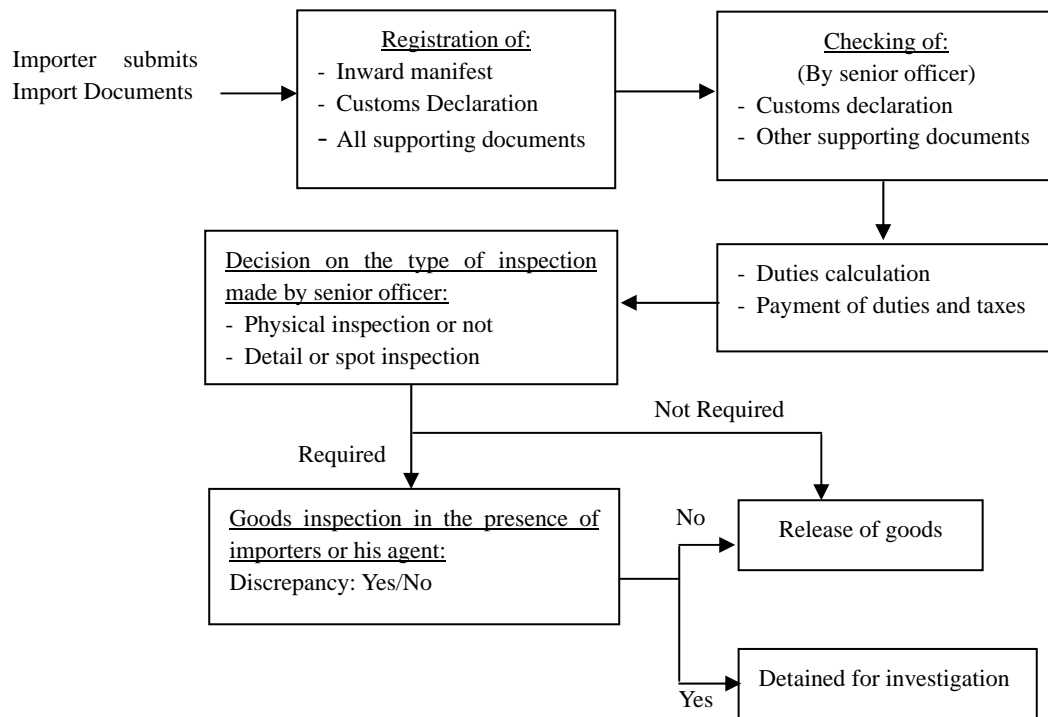 Importer submits
Import Documents
Registration of:
- Inward manifest
- Customs Declaration
- All supporting documents
Checking of:
(By senior officer)
- Customs declaration
- Other supporting documents
Decision on the type of inspection
made by senior officer:
- Physical inspection or not
- Detail or spot inspection
- Duties calculation
- Payment of duties and taxes
Not Required
Required
Goods inspection in the presence of
importers or his agent:
Discrepancy: Yes/No
No
Release of goods
Yes
Detained for investigation